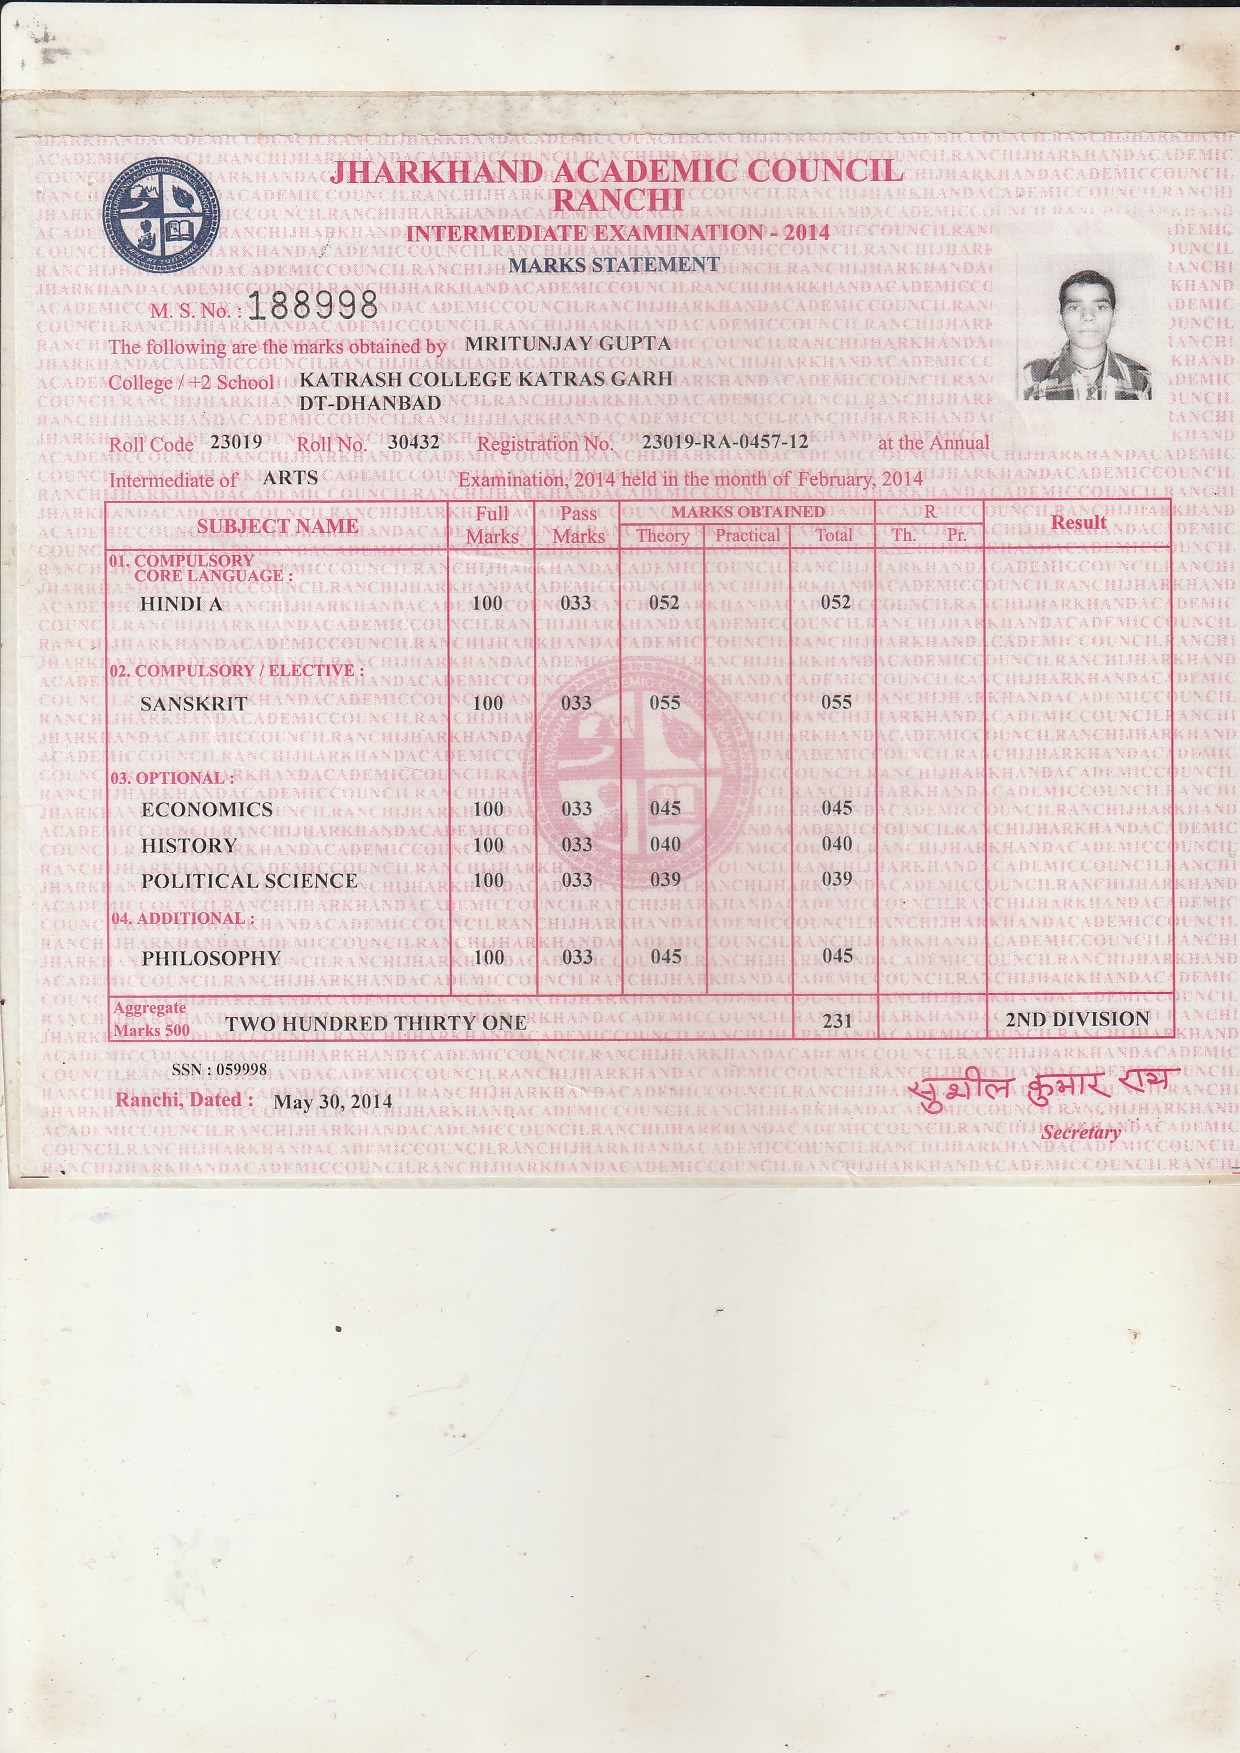 JHARKHAND ACADEMIC COUNCIL
RANCHI
INTERMEDIATE EXAMINATION - 2014
MARKS STATEMENT
M. S. No. : 188998
The following are the marks obtained by MRITUNJAY GUPTA
College / +2 School KATRASH COLLEGE KATRAS GARH
DT-DHANBAD
Roll Code 23019 Roll No. 30432 Registration No. 23019-RA-0457-12 at the Annual
Intermediate of ARTS Examination, 2014 held in the month of February, 2014
SUBJECT NAME Full Marks Pass Marks MARKS OBTAINED R Result
Theory Practical Total Th. Pr.
01. COMPULSORY
CORE LANGUAGE :
HINDI A 100 033 052 052
02. COMPULSORY / ELECTIVE :
SANSKRIT 100 033 055 055
03. OPTIONAL :
ECONOMICS 100 033 045 045
HISTORY 100 033 040 040
POLITICAL SCIENCE 100 033 039 039
04. ADDITIONAL :
PHILOSOPHY 100 033 045 045
Aggregate
Marks 500 TWO HUNDRED THIRTY ONE 231 2ND DIVISION
SSN : 059998
Ranchi, Dated : May 30, 2014
सुशील कुमार राय
Secretary